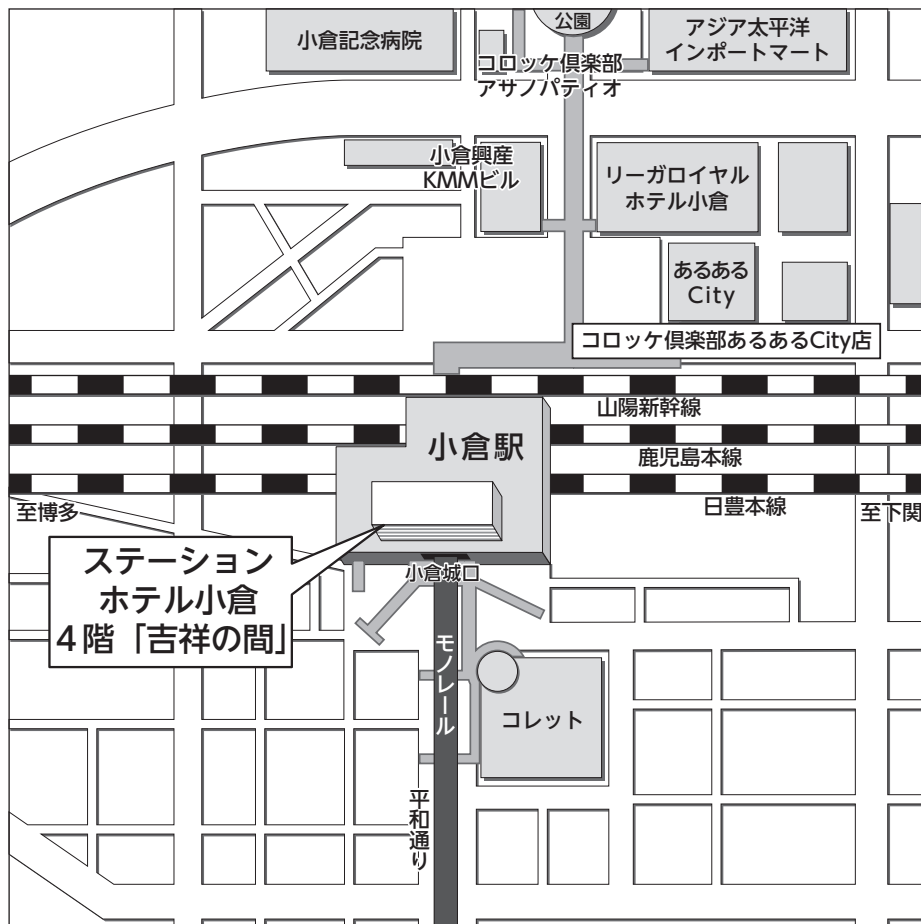 公園
小倉記念病院
アジア太平洋
インポートマート
コロッケ倶楽部
アサノパティオ
小倉興産
KMMビル
リーガロイヤル
ホテル小倉
あるある
City
コロッケ倶楽部あるあるCity店
山陽新幹線
小倉駅
鹿児島本線
日豊本線
至博多
至下関
ステーション
ホテル小倉
4階「吉祥の間」
小倉城口
モノレール
コレット
平和通り